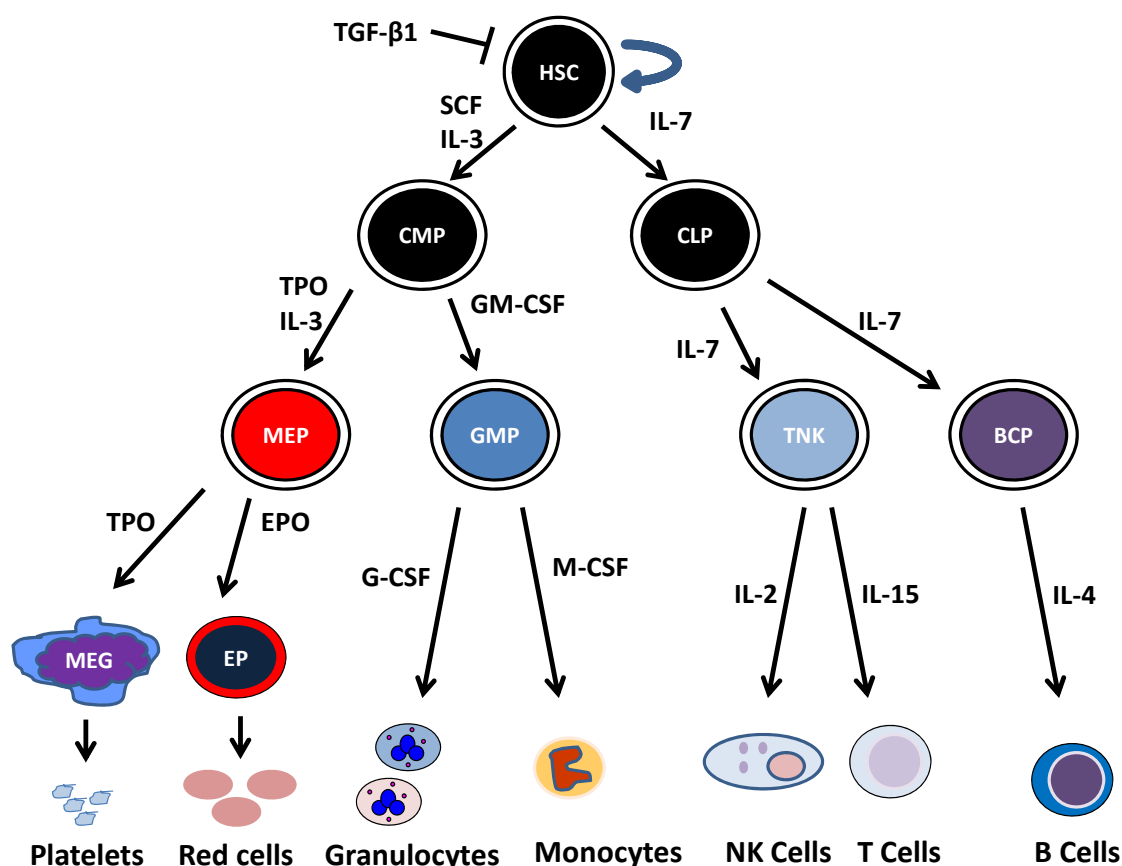 TGF-β1
HSC
SCF
IL-3
IL-7
CMP
CLP
TPO
IL-3
GM-CSF
IL-7
IL-7
MEP
GMP
TNK
BCP
TPO
EPO
G-CSF
M-CSF
IL-2
IL-15
IL-4
MEG
EP
Platelets
Red cells
Granulocytes
Monocytes
NK Cells
T Cells
B Cells